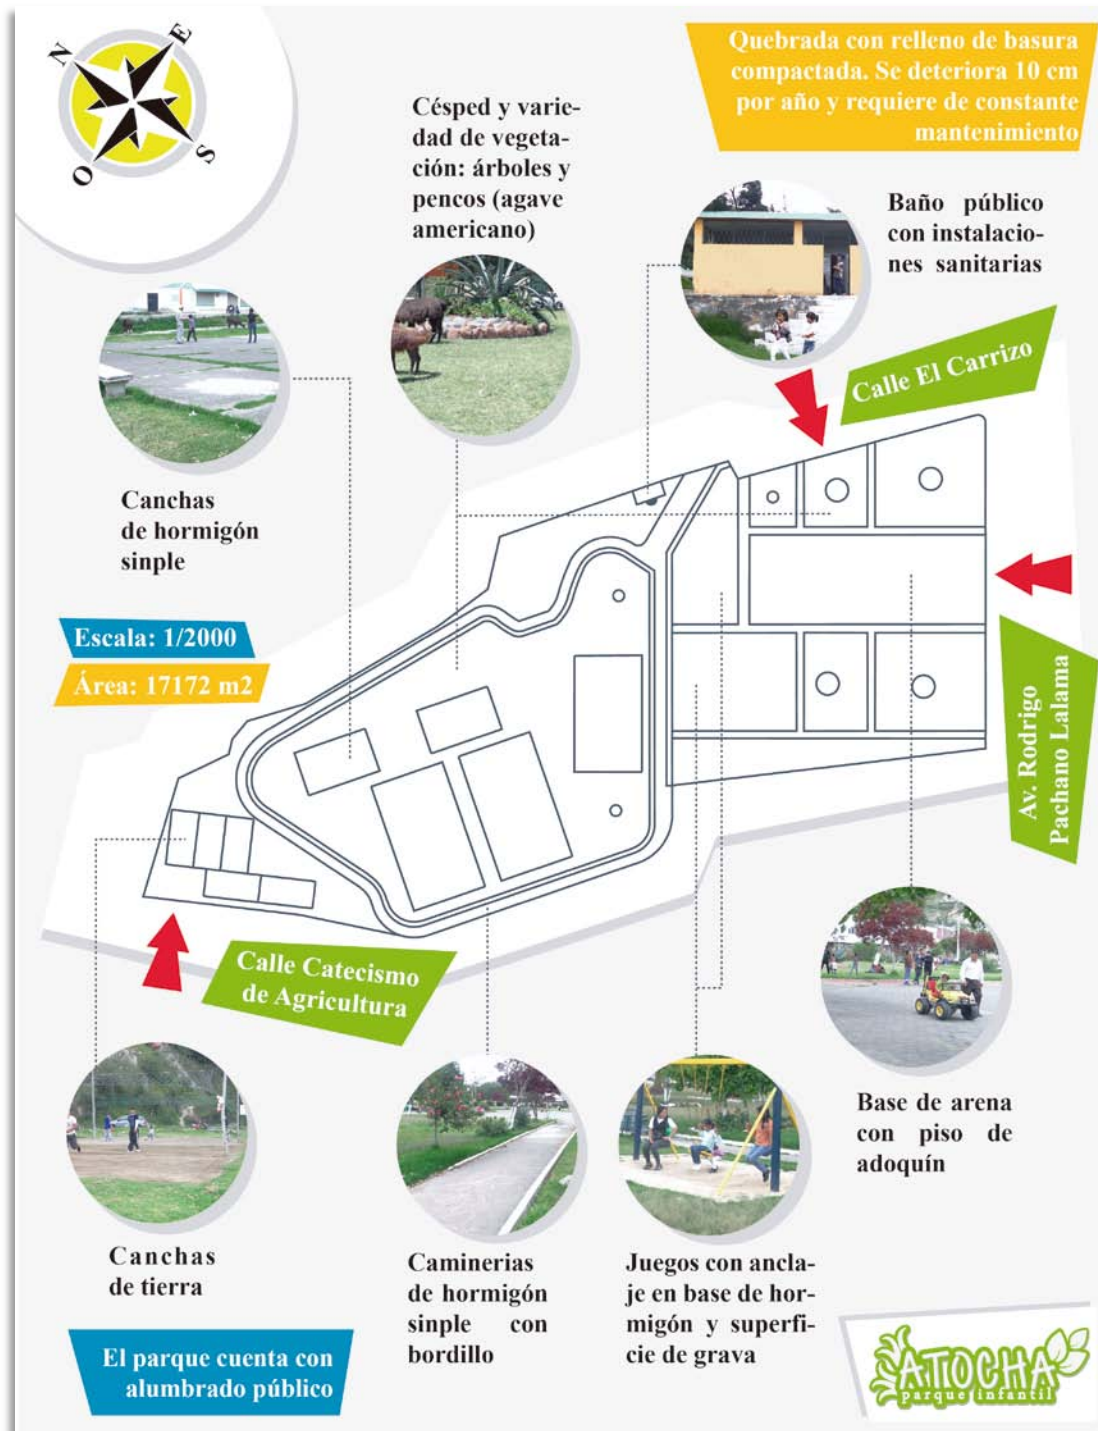 N
E
O
S
Quebrada con relleno de basura
compactada. Se deteriora 10 cm
por año y requiere de constante
mantenimiento
Césped y varie-
dad de vegeta-
ción: árboles y
pencos (agave
americano)
Baño público
con instalacio-
nes sanitarias
Calle El Carrizo
Canchas
de hormigón
sinple
Escala: 1/2000
Área: 17172 m2
Av. Rodrigo
Pachano Lalama
Calle Catecismo
de Agricultura
Base de arena
con piso de
adoquín
Canchas
de tierra
Caminerias
de hormigón
sinple con
bordillo
Juegos con ancla-
je en base de hor-
migón y superfi-
cie de grava
El parque cuenta con
alumbrado público
ATOCHA
parque infantil